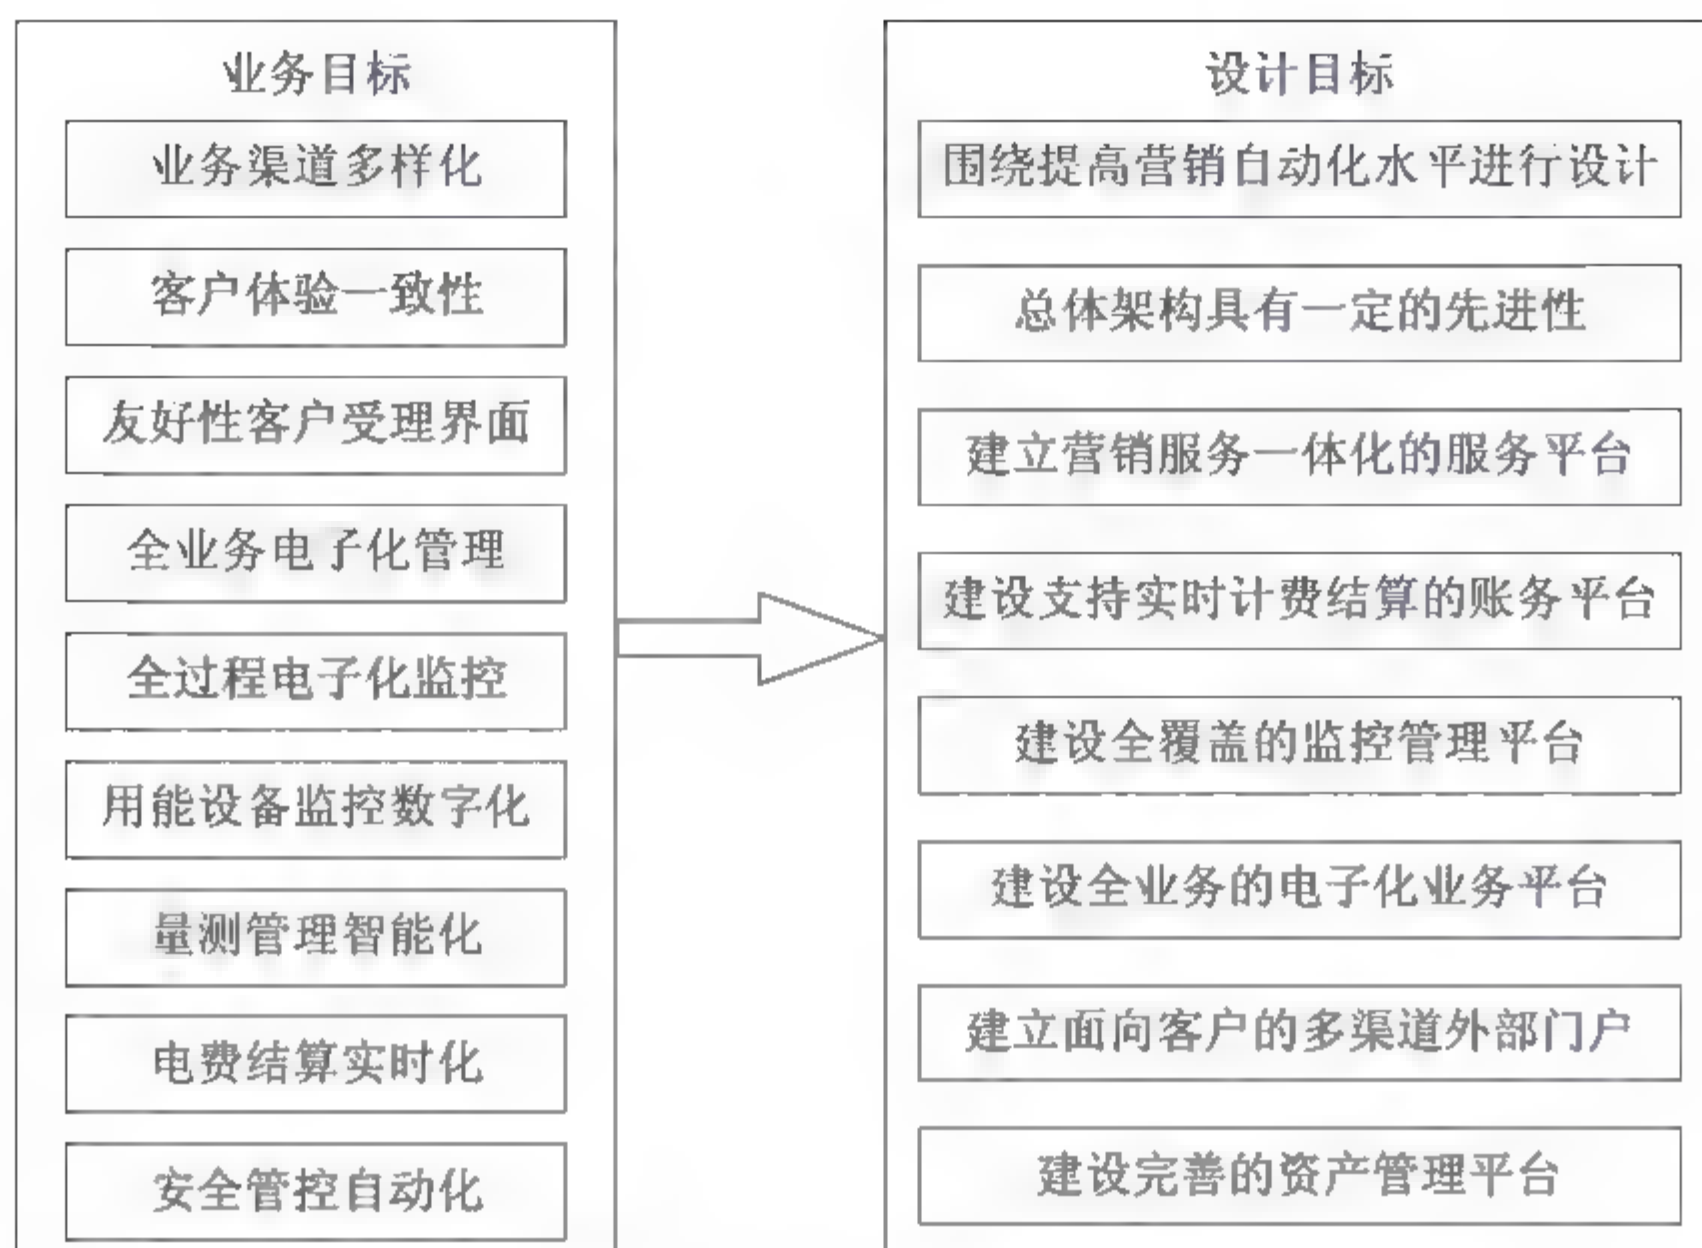 业务目标
业务渠道多样化
客户体验一致性
友好性客户受理界面
全业务电子化管理
全过程电子化监控
用能设备监控数字化
量测管理智能化
电费结算实时化
安全管控自动化
设计目标
围绕提高营销自动化水平进行设计
总体架构具有一定的先进性
建立营销服务一体化的服务平台
建设支持实时计费结算的账务平台
建设全覆盖的监控管理平台
建设全业务的电子化业务平台
建立面向客户的多渠道外部门户
建设完善的资产管理平台